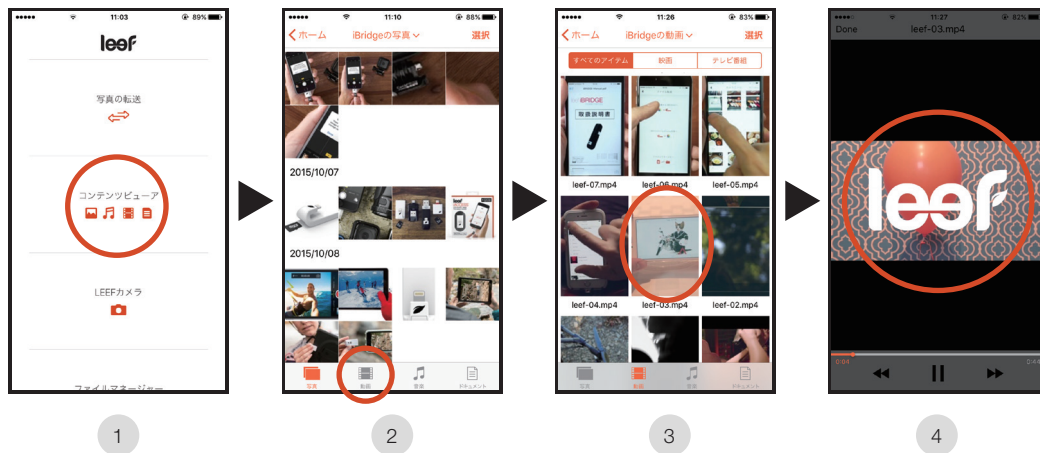 11:03
89%
leef
写真の転送
コンテンツビューア
LEEFカメラ
ファイルマネージャー
1
11:10
88%
ホーム
iBridgeの写真
選択
2015/10/07
2015/10/08
写真
動画
音楽
ドキュメント
2
11:26
83%
ホーム
iBridgeの動画
選択
すべてのアイテム
映画
テレビ番組
iBRIDGE
取扱説明書
leef-07.mp4
leef-06.mp4
leef-05.mp4
leef-04.mp4
leef-03.mp4
leef-02.mp4
写真
動画
音楽
ドキュメント
3
11:27
82%
Done
leef-03.mp4
leef
0:04
4